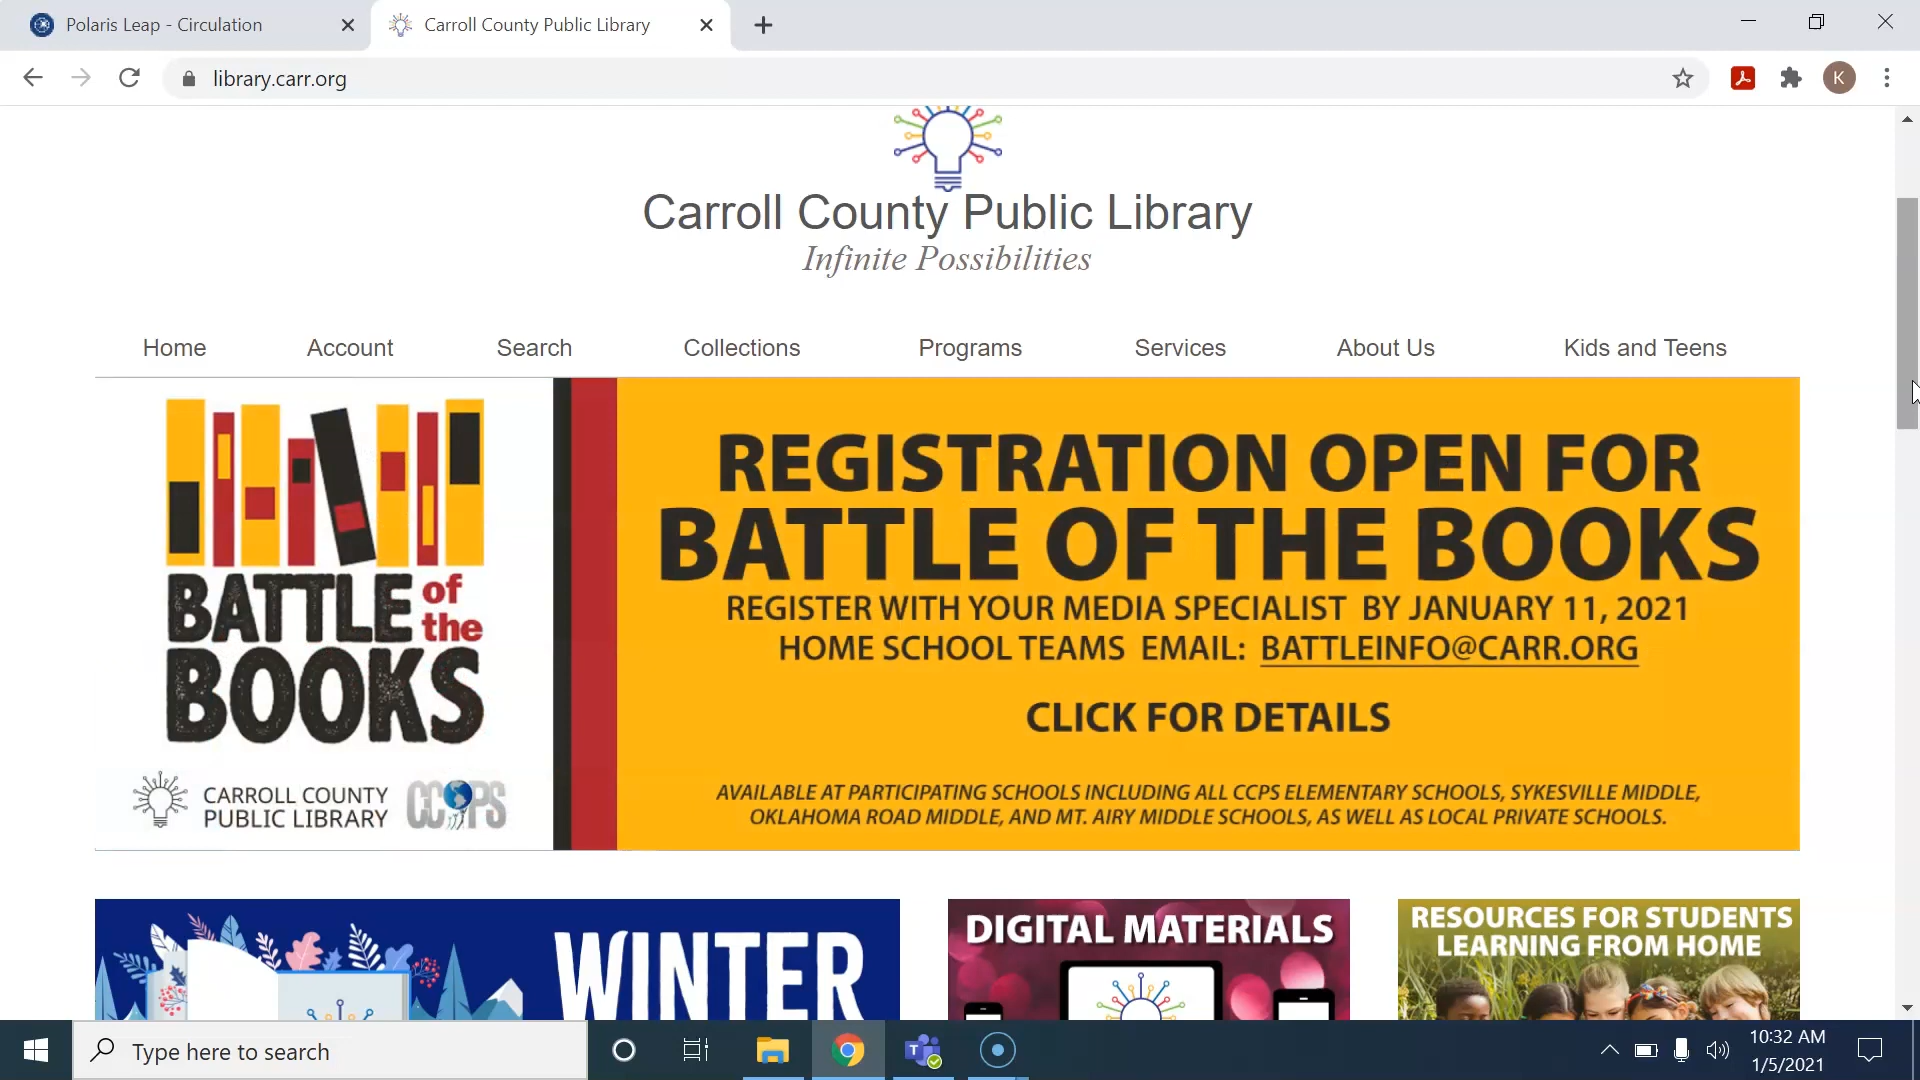 Polaris Leap - Circulation
Carroll County Public Library
library.carr.org
K
Carroll County Public Library
Infinite Possibilities
Home Account Search Collections Programs Services About Us Kids and Teens
BATTLE of the
BOOKS
CARROLL COUNTY
PUBLIC LIBRARY
CCPS
REGISTRATION OPEN FOR
BATTLE OF THE BOOKS
REGISTER WITH YOUR MEDIA SPECIALIST BY JANUARY 11, 2021
HOME SCHOOL TEAMS EMAIL: BATTLEINFO@CARR.ORG
CLICK FOR DETAILS
AVAILABLE AT PARTICIPATING SCHOOLS INCLUDING ALL CCPS ELEMENTARY SCHOOLS, SYKESVILLE MIDDLE,
OKLAHOMA ROAD MIDDLE, AND MT. AIRY MIDDLE SCHOOLS, AS WELL AS LOCAL PRIVATE SCHOOLS.
WINTER
DIGITAL MATERIALS
RESOURCES FOR STUDENTS
LEARNING FROM HOME
Type here to search
T
10:32 AM
1/5/2021